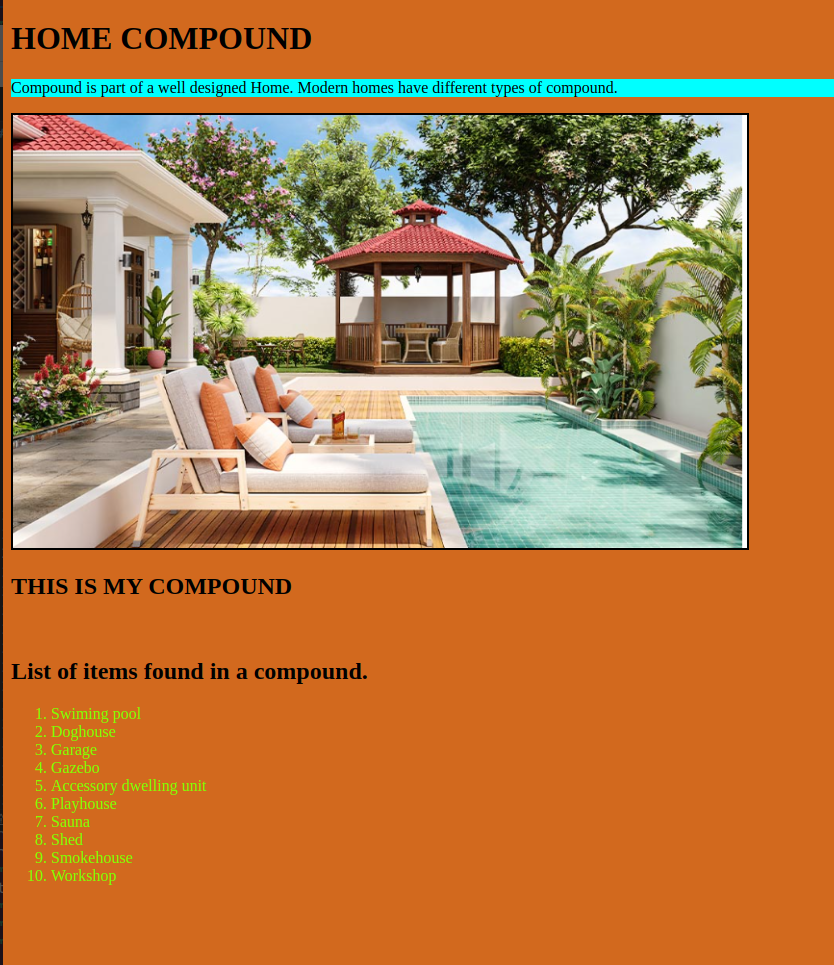 HOME COMPOUND
Compound is part of a well designed Home. Modern homes have different types of compound.
THIS IS MY COMPOUND
List of items found in a compound.
1. Swiming pool
2. Doghouse
3. Garage
4. Gazebo
5. Accessory dwelling unit
6. Playhouse
7. Sauna
8. Shed
9. Smokehouse
10. Workshop